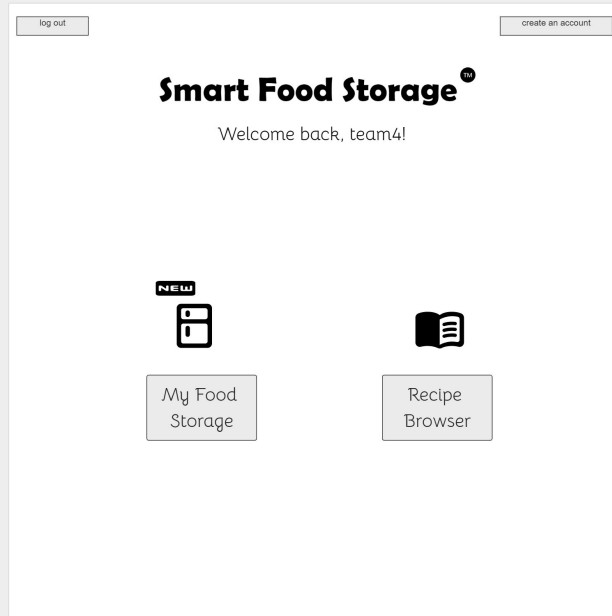 log out
create an account
Smart Food Storage TM
Welcome back, team4!
NEW
My Food
Storage
Recipe
Browser